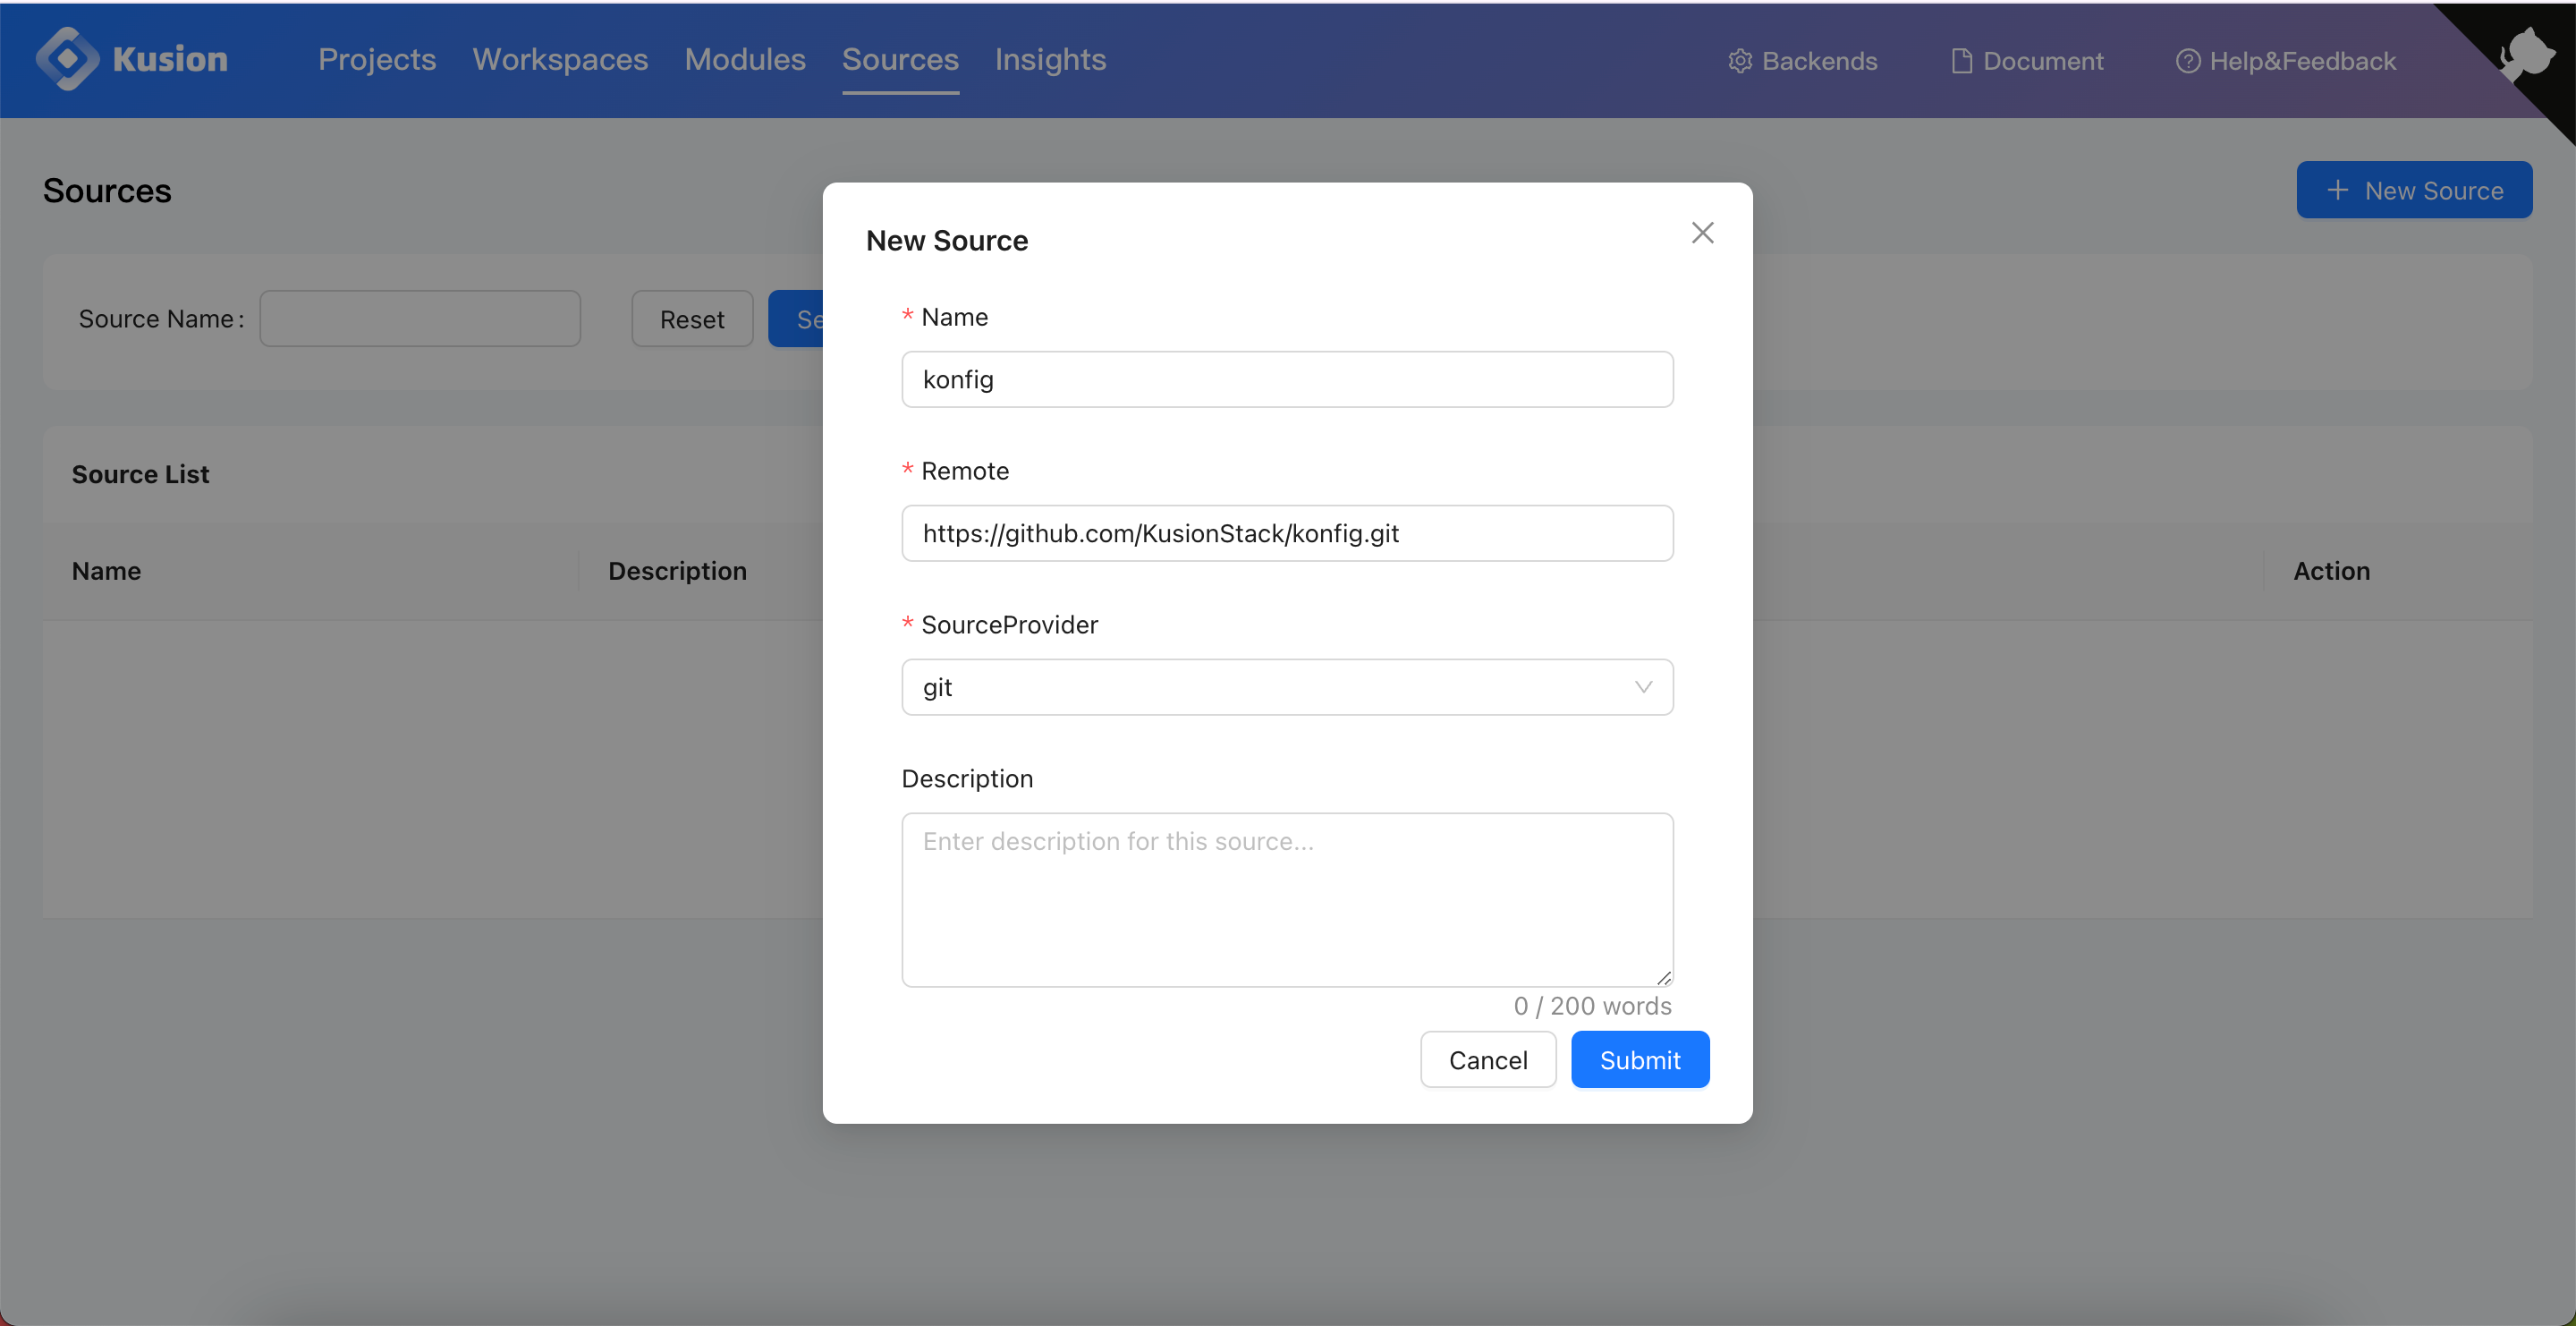 Kusion Projects Workspaces Modules Sources Insights Backends Document Help&Feedback
Sources
+ New Source
Source Name:
Reset
Se
Source List
Name Description Action
New Source
* Name
konfig
* Remote
https://github.com/KusionStack/konfig.git
* SourceProvider
git
Description
Enter description for this source...
0 / 200 words
Cancel Submit